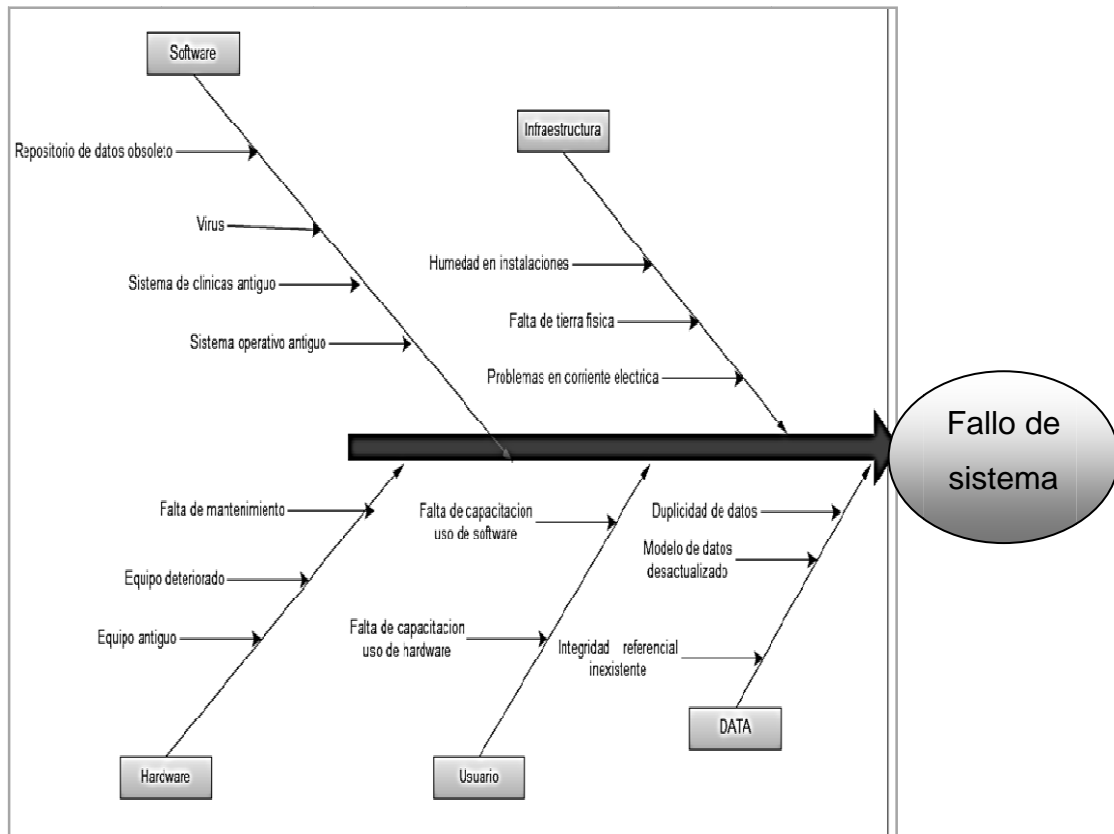 Software
Infraestructura
Repositorio de datos obsoleto
Virus
Humedad en instalaciones
Sistema de clinicas antiguo
Falta de tierra fisica
Sistema operativo antiguo
Problemas en corriente electrica
Fallo de
sistema
Falta de mantenimiento
Falta de capacitacion
uso de software
Duplicidad de datos
Modelo de datos
desactualizado
Equipo deteriorado
Equipo antiguo
Falta de capacitacion
uso de hardware
Integridad referencial
inexistente
DATA
Hardware
Usuario